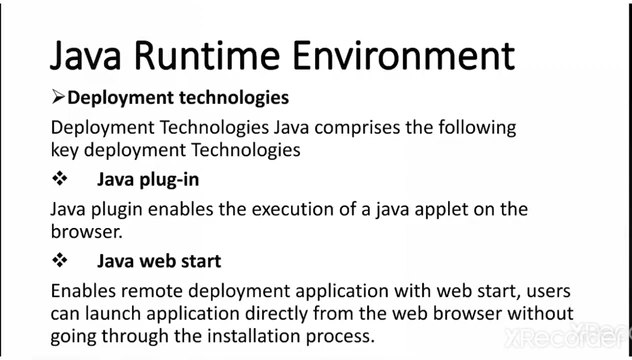 Java Runtime Environment
➢Deployment technologies
Deployment Technologies Java comprises the following
key deployment Technologies
❖ Java plug-in
Java plugin enables the execution of a java applet on the
browser.
❖ Java web start
Enables remote deployment application with web start, users
can launch application directly from the web browser without
going through the installation process.
XRecorder
XRecorder